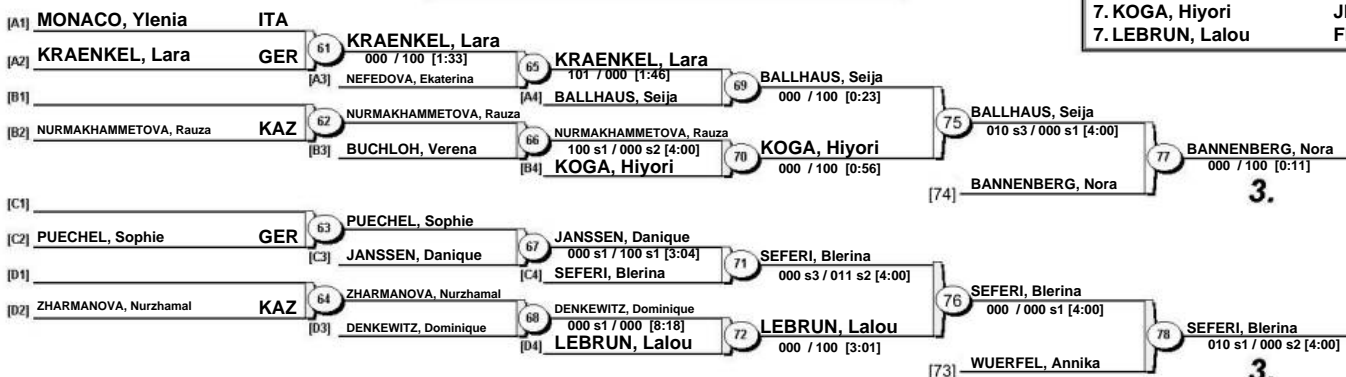 7. KOGA, Hiyori
7. LEBRUN, Lalou
[A1] MONACO, Ylenia ITA
[A2] KRAENKEL, Lara GER
61
KRAENKEL, Lara
000 / 100 [1:33]
[A3] NEFEDOVA, Ekaterina
65
KRAENKEL, Lara
101 / 000 [1:46]
[A4] BALLHAUS, Seija
69
BALLHAUS, Seija
000 / 100 [0:23]
[B1]
[B2] NURMAKHAMMETOVA, Rauza KAZ
62
NURMAKHAMMETOVA, Rauza
[B3] BUCHLOH, Verena
66
NURMAKHAMMETOVA, Rauza
100 s1 / 000 s2 [4:00]
[B4] KOGA, Hiyori
70
KOGA, Hiyori
000 / 100 [0:56]
75
BALLHAUS, Seija
010 s3 / 000 s1 [4:00]
[74] BANNENBERG, Nora
77
BANNENBERG, Nora
000 / 100 [0:11]
3.
[C1]
[C2] PUECHEL, Sophie GER
63
PUECHEL, Sophie
[C3] JANSSEN, Danique
67
JANSSEN, Danique
000 s1 / 100 s1 [3:04]
[C4] SEFERI, Blerina
71
SEFERI, Blerina
000 s3 / 011 s2 [4:00]
[D1]
[D2] ZHARMANOVA, Nurzhamal KAZ
64
ZHARMANOVA, Nurzhamal
[D3] DENKEWITZ, Dominique
68
DENKEWITZ, Dominique
000 s1 / 000 [8:18]
[D4] LEBRUN, Lalou
72
LEBRUN, Lalou
000 / 100 [3:01]
76
SEFERI, Blerina
000 / 000 s1 [4:00]
[73] WUERFEL, Annika
78
SEFERI, Blerina
010 s1 / 000 s2 [4:00]
3.